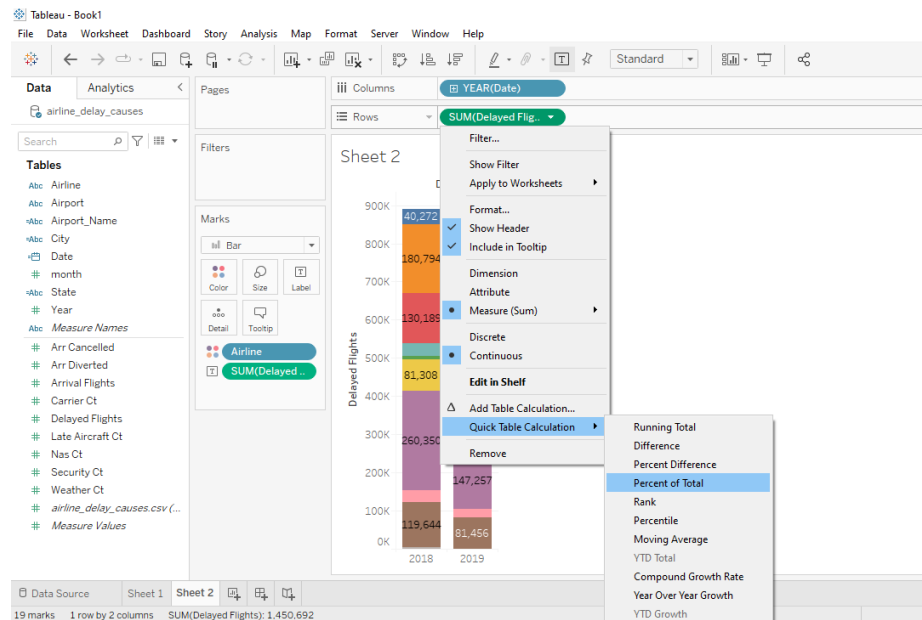 Tableau - Book1
File Data Worksheet Dashboard Story Analysis Map Format Server Window Help
Standard
Data Analytics
airline_delay_causes
Search
Tables
Abc Airline
Abc Airport
=Abc Airport_Name
=Abc City
Date
# month
=Abc State
# Year
Abc Measure Names
# Arr Cancelled
# Arr Diverted
# Arrival Flights
# Carrier Ct
# Delayed Flights
# Late Aircraft Ct
# Nas Ct
# Security Ct
# Weather Ct
# airline_delay_causes.csv (...
# Measure Values
Pages
Filters
Marks
Bar
Color Size Label
Detail Tooltip
Airline
SUM(Delayed ..
Columns YEAR(Date)
Rows SUM(Delayed Flig..
Sheet 2
Delayed Flights
900K
800K
700K
600K
500K
400K
300K
200K
100K
0K
40,272
180,794
130,189
81,308
260,350
119,644
147,257
81,456
2018 2019
Filter...
Show Filter
Apply to Worksheets
Format...
Show Header
Include in Tooltip
Dimension
Attribute
Measure (Sum)
Discrete
Continuous
Edit in Shelf
Add Table Calculation...
Quick Table Calculation
Remove
Running Total
Difference
Percent Difference
Percent of Total
Rank
Percentile
Moving Average
YTD Total
Compound Growth Rate
Year Over Year Growth
YTD Growth
Data Source Sheet 1 Sheet 2
19 marks 1 row by 2 columns SUM(Delayed Flights): 1,450,692